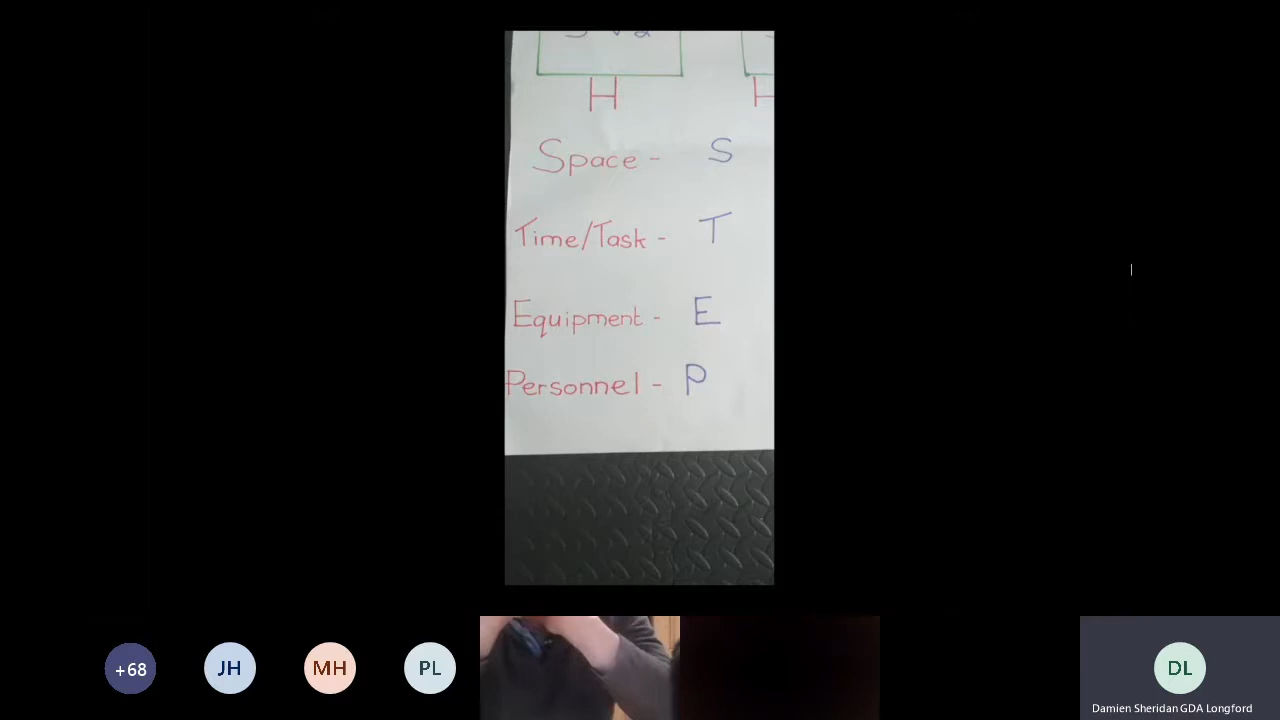 H H
Space - S
Time/Task - T
Equipment - E
Personnel - P
+68 JH MH PL DL
Damien Sheridan GDA Longford